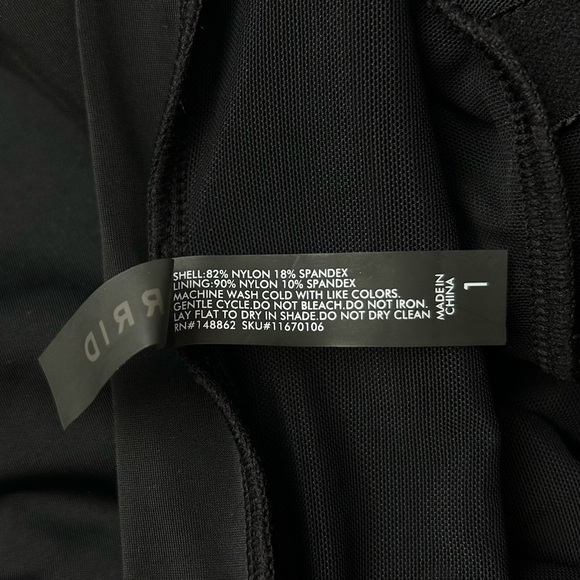 SHELL:82% NYLON 18% SPANDEX
LINING:90% NYLON 10% SPANDEX
MACHINE WASH COLD WITH LIKE COLORS.
GENTLE CYCLE.DO NOT BLEACH.DO NOT IRON.
LAY FLAT TO DRY IN SHADE.DO NOT DRY CLEAN
RN#148862 SKU#11670106
MADE IN
CHINA
1
RRID